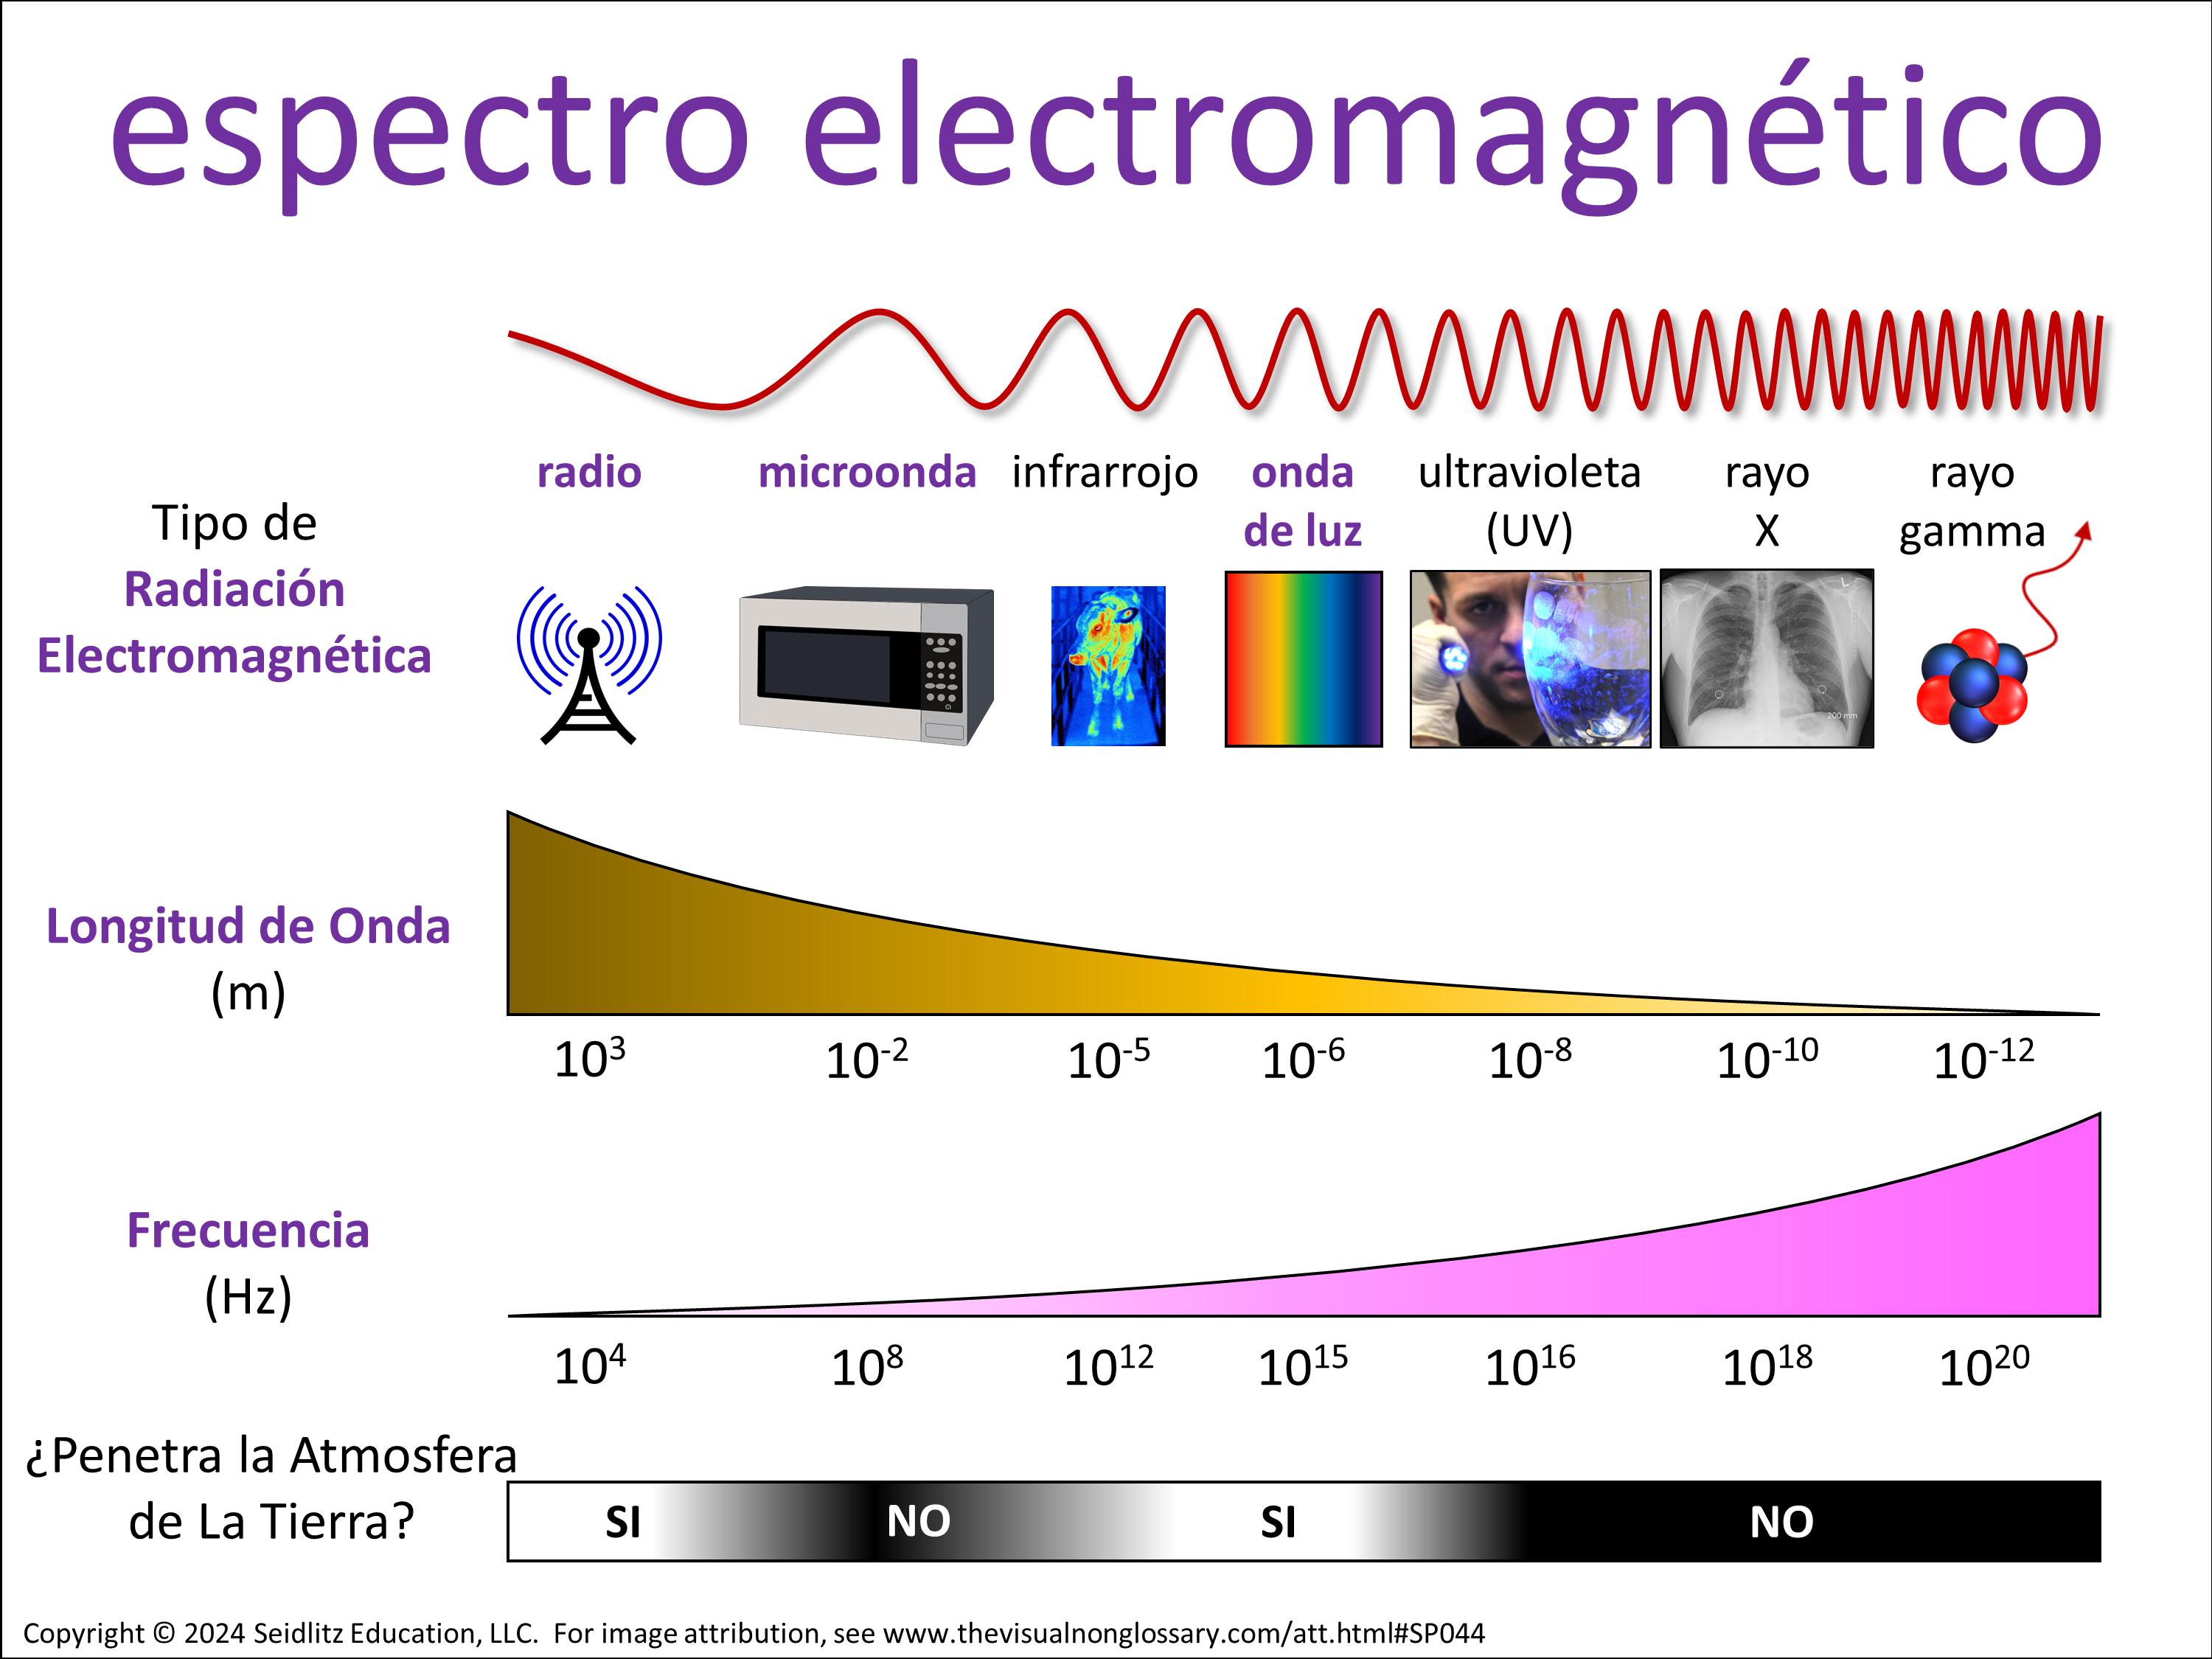 espectro electromagnético
radio
microonda
infrarrojo
onda
de luz
ultravioleta
(UV)
rayo
X
rayo
gamma
Tipo de
Radiación
Electromagnética
L
200 mm
Longitud de Onda
(m)
10³ 10⁻² 10⁻⁵ 10⁻⁶ 10⁻⁸ 10⁻¹⁰ 10⁻¹²
Frecuencia
(Hz)
10⁴ 10⁸ 10¹² 10¹⁵ 10¹⁶ 10¹⁸ 10²⁰
¿Penetra la Atmosfera
de La Tierra?
SI NO SI NO
Copyright © 2024 Seidlitz Education, LLC. For image attribution, see www.thevisualnonglossary.com/att.html#SP044